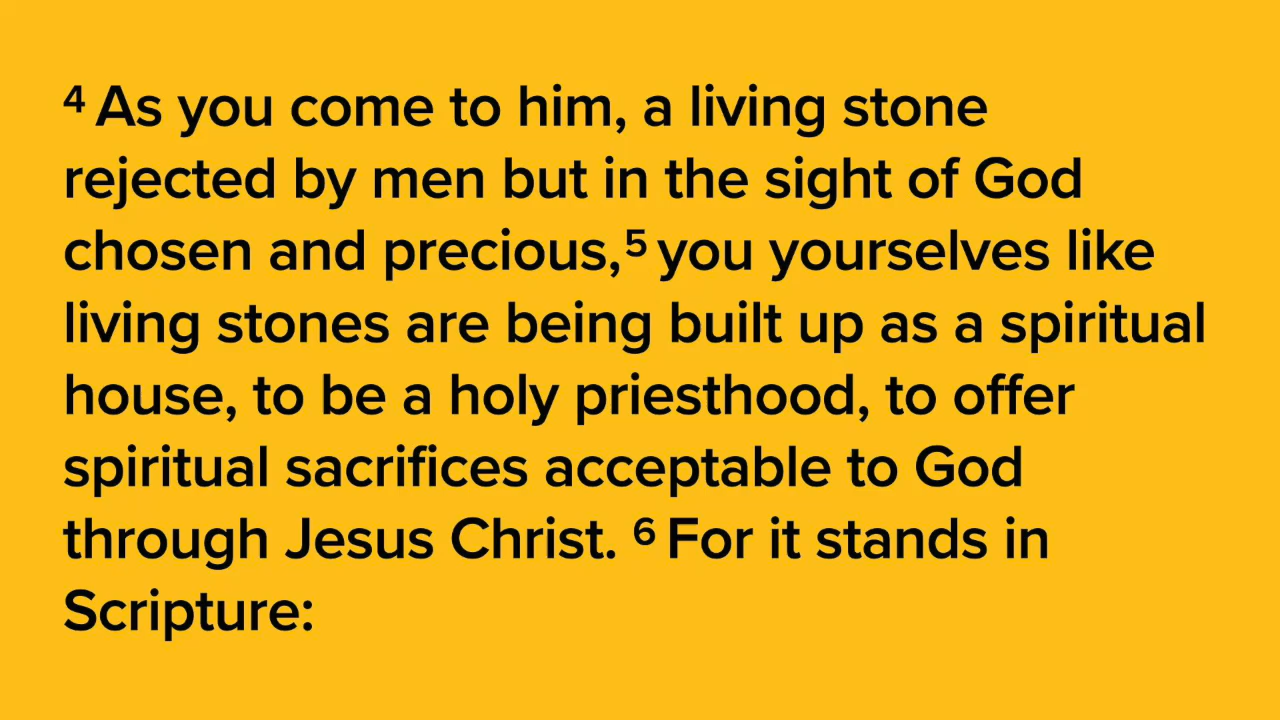 ⁴ As you come to him, a living stone
rejected by men but in the sight of God
chosen and precious,⁵ you yourselves like
living stones are being built up as a spiritual
house, to be a holy priesthood, to offer
spiritual sacrifices acceptable to God
through Jesus Christ. ⁶ For it stands in
Scripture: